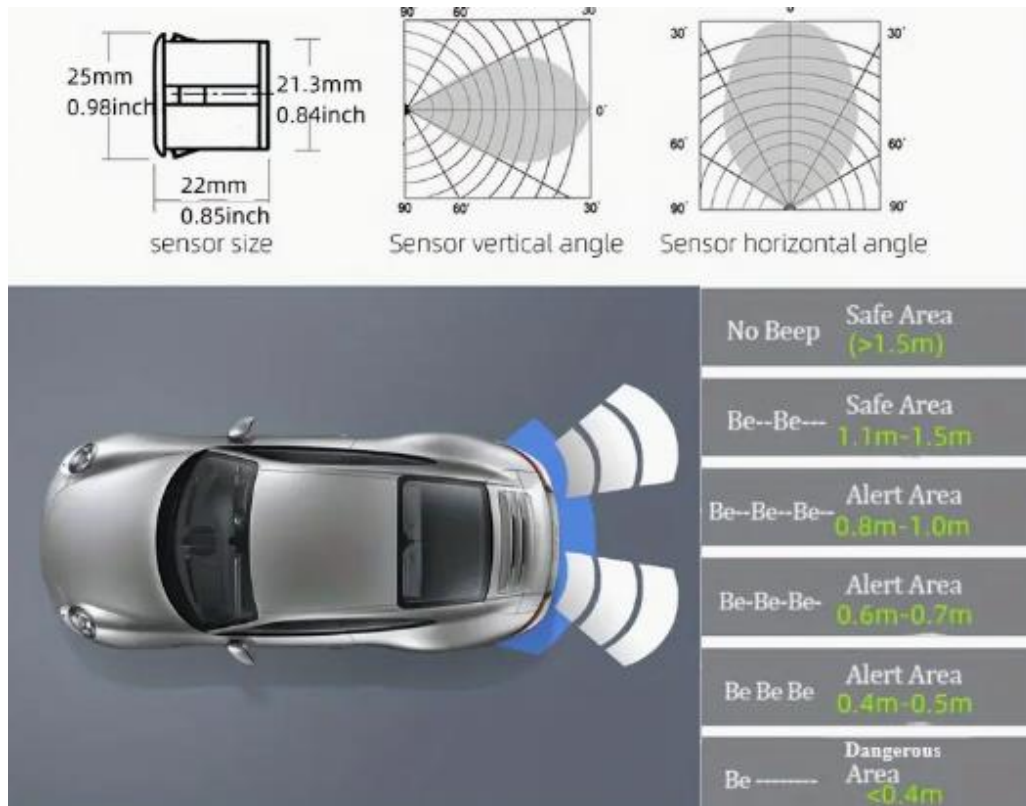 25mm
0.98inch
21.3mm
0.84inch
22mm
0.85inch
sensor size
90°
60°
30°
0°
90°
60°
30°
Sensor vertical angle
0
30°
30°
60°
60°
90°
90°
Sensor horizontal angle
No Beep
Safe Area
(>1.5m)
Be--Be---
Safe Area
1.1m-1.5m
Be--Be--Be--
Alert Area
0.8m-1.0m
Be-Be-Be-
Alert Area
0.6m-0.7m
Be Be Be
Alert Area
0.4m-0.5m
Be --------
Dangerous
Area
<0.4m